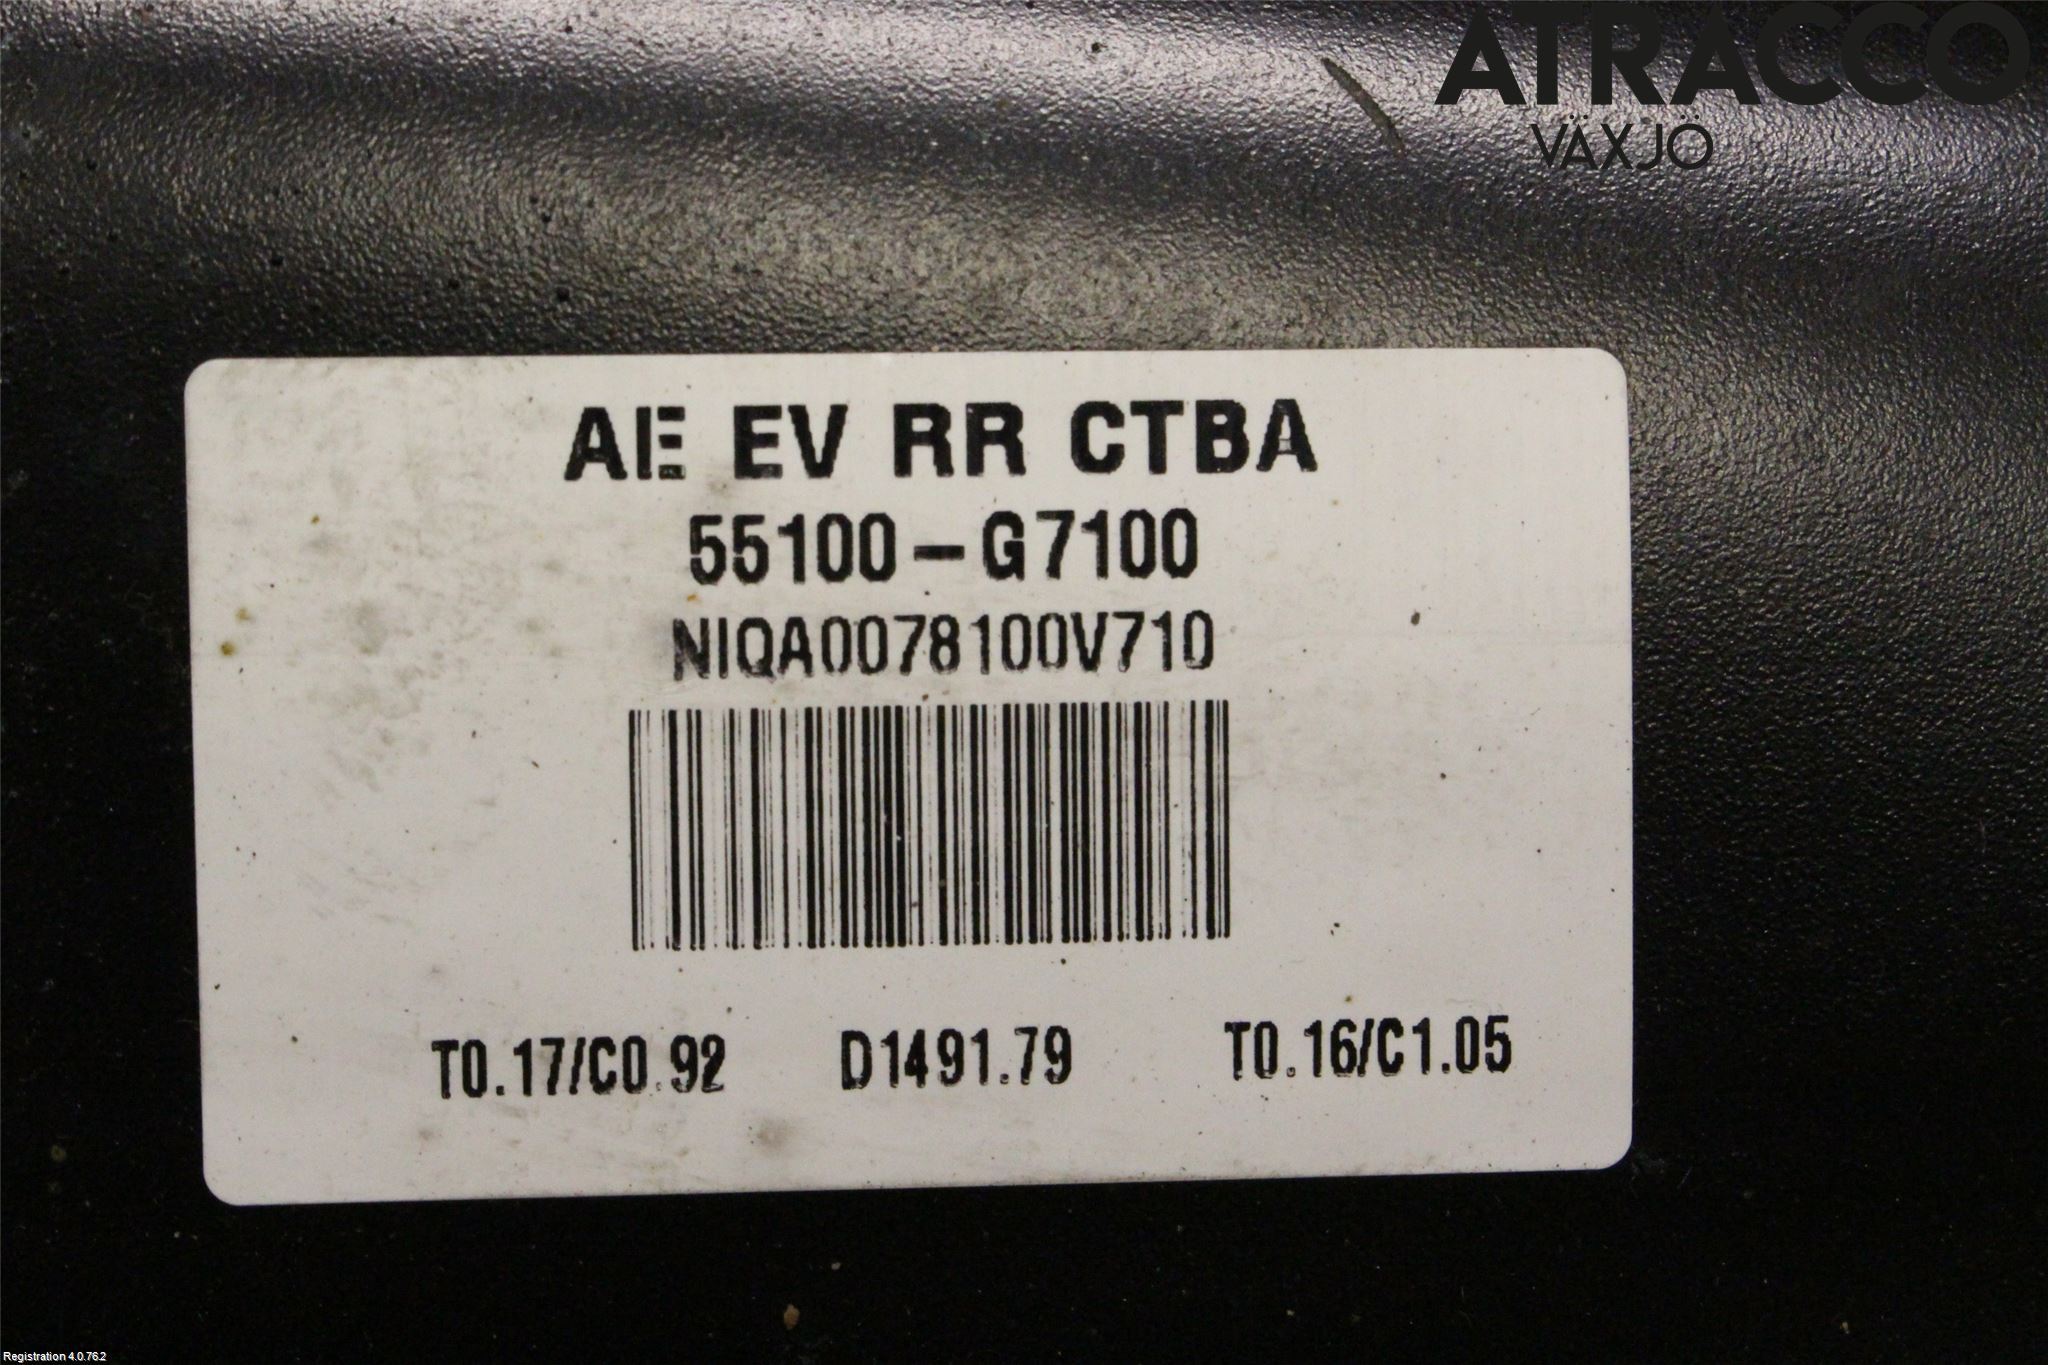 ATRACCO
VÄXJÖ
AE EV RR CTBA
55100-G7100
NIQA0078100V710
T0.17/C0.92 D1491.79 T0.16/C1.05
Registration 4.0.76.2